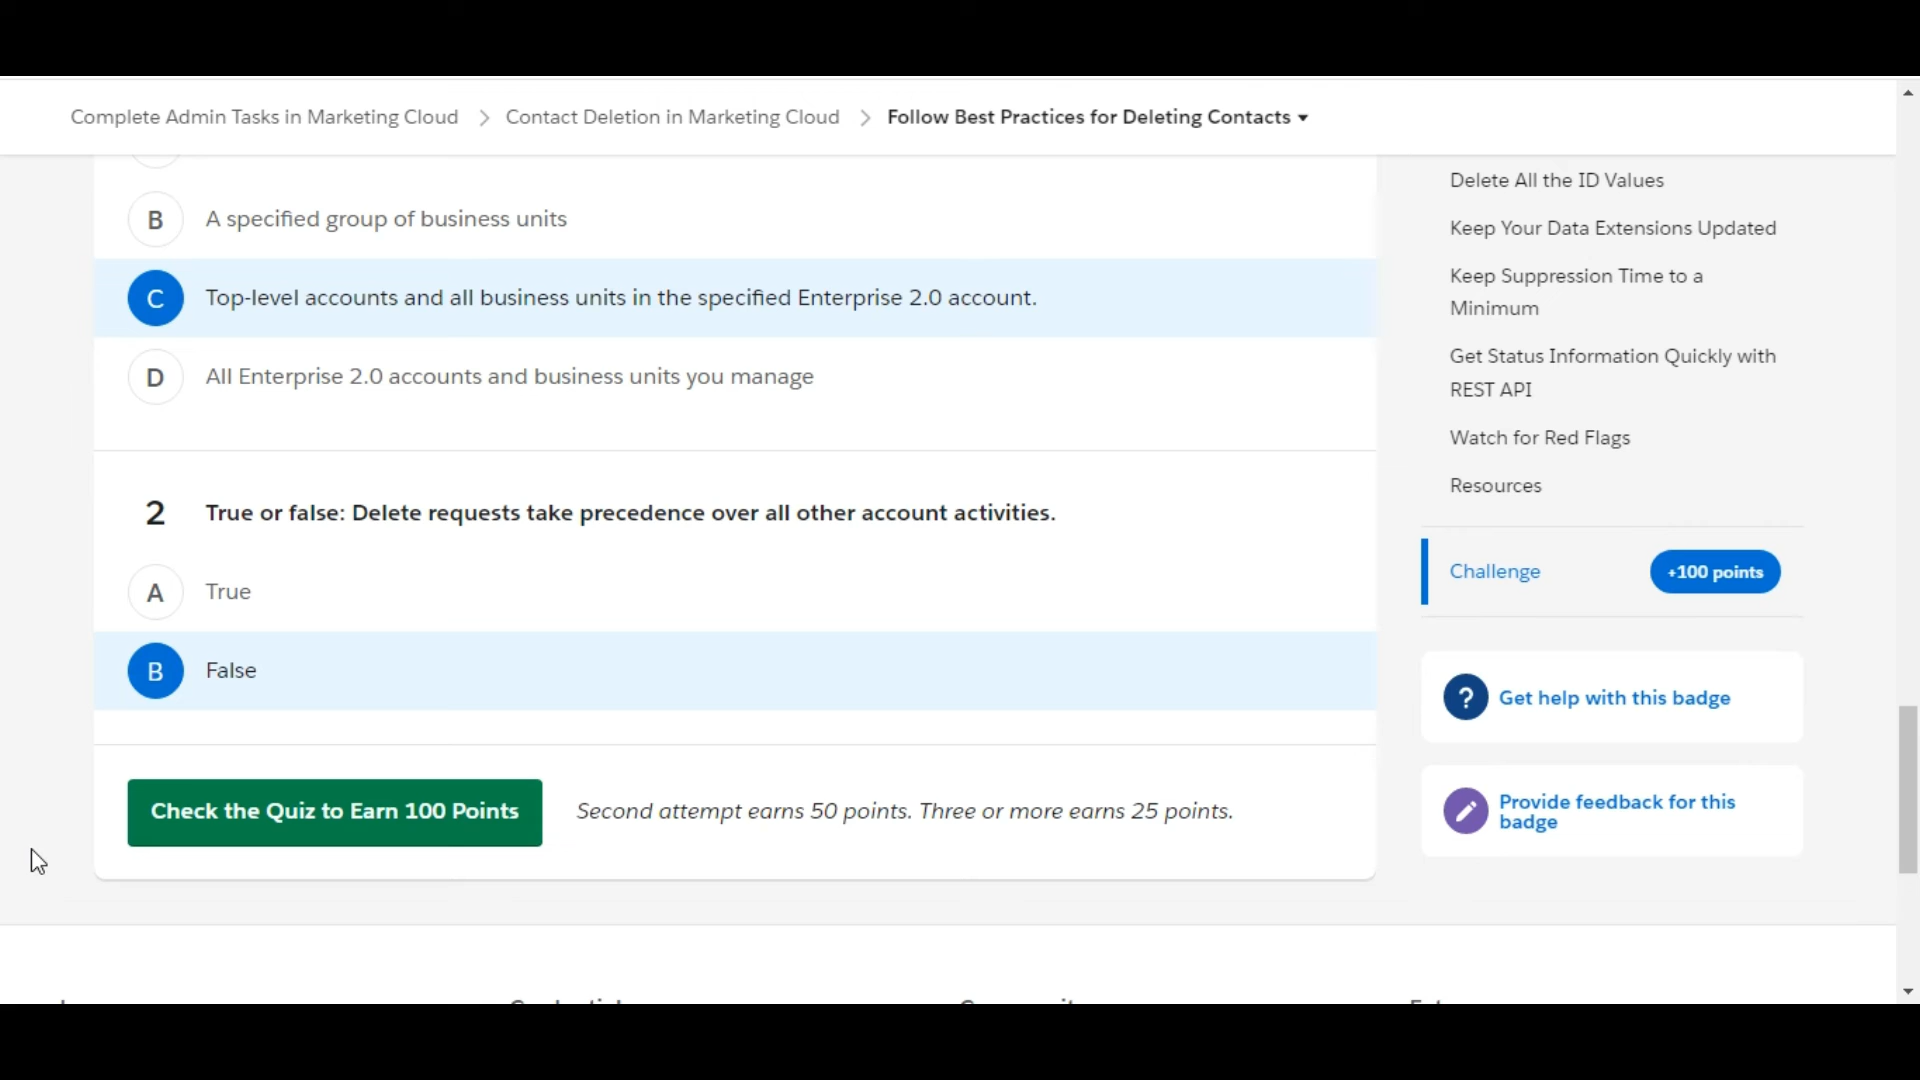 Complete Admin Tasks in Marketing Cloud > Contact Deletion in Marketing Cloud > Follow Best Practices for Deleting Contacts
B A specified group of business units
C Top-level accounts and all business units in the specified Enterprise 2.0 account.
D All Enterprise 2.0 accounts and business units you manage
2 True or false: Delete requests take precedence over all other account activities.
A True
B False
Check the Quiz to Earn 100 Points Second attempt earns 50 points. Three or more earns 25 points.
Delete All the ID Values
Keep Your Data Extensions Updated
Keep Suppression Time to a
Minimum
Get Status Information Quickly with
REST API
Watch for Red Flags
Resources
Challenge +100 points
? Get help with this badge
Provide feedback for this
badge